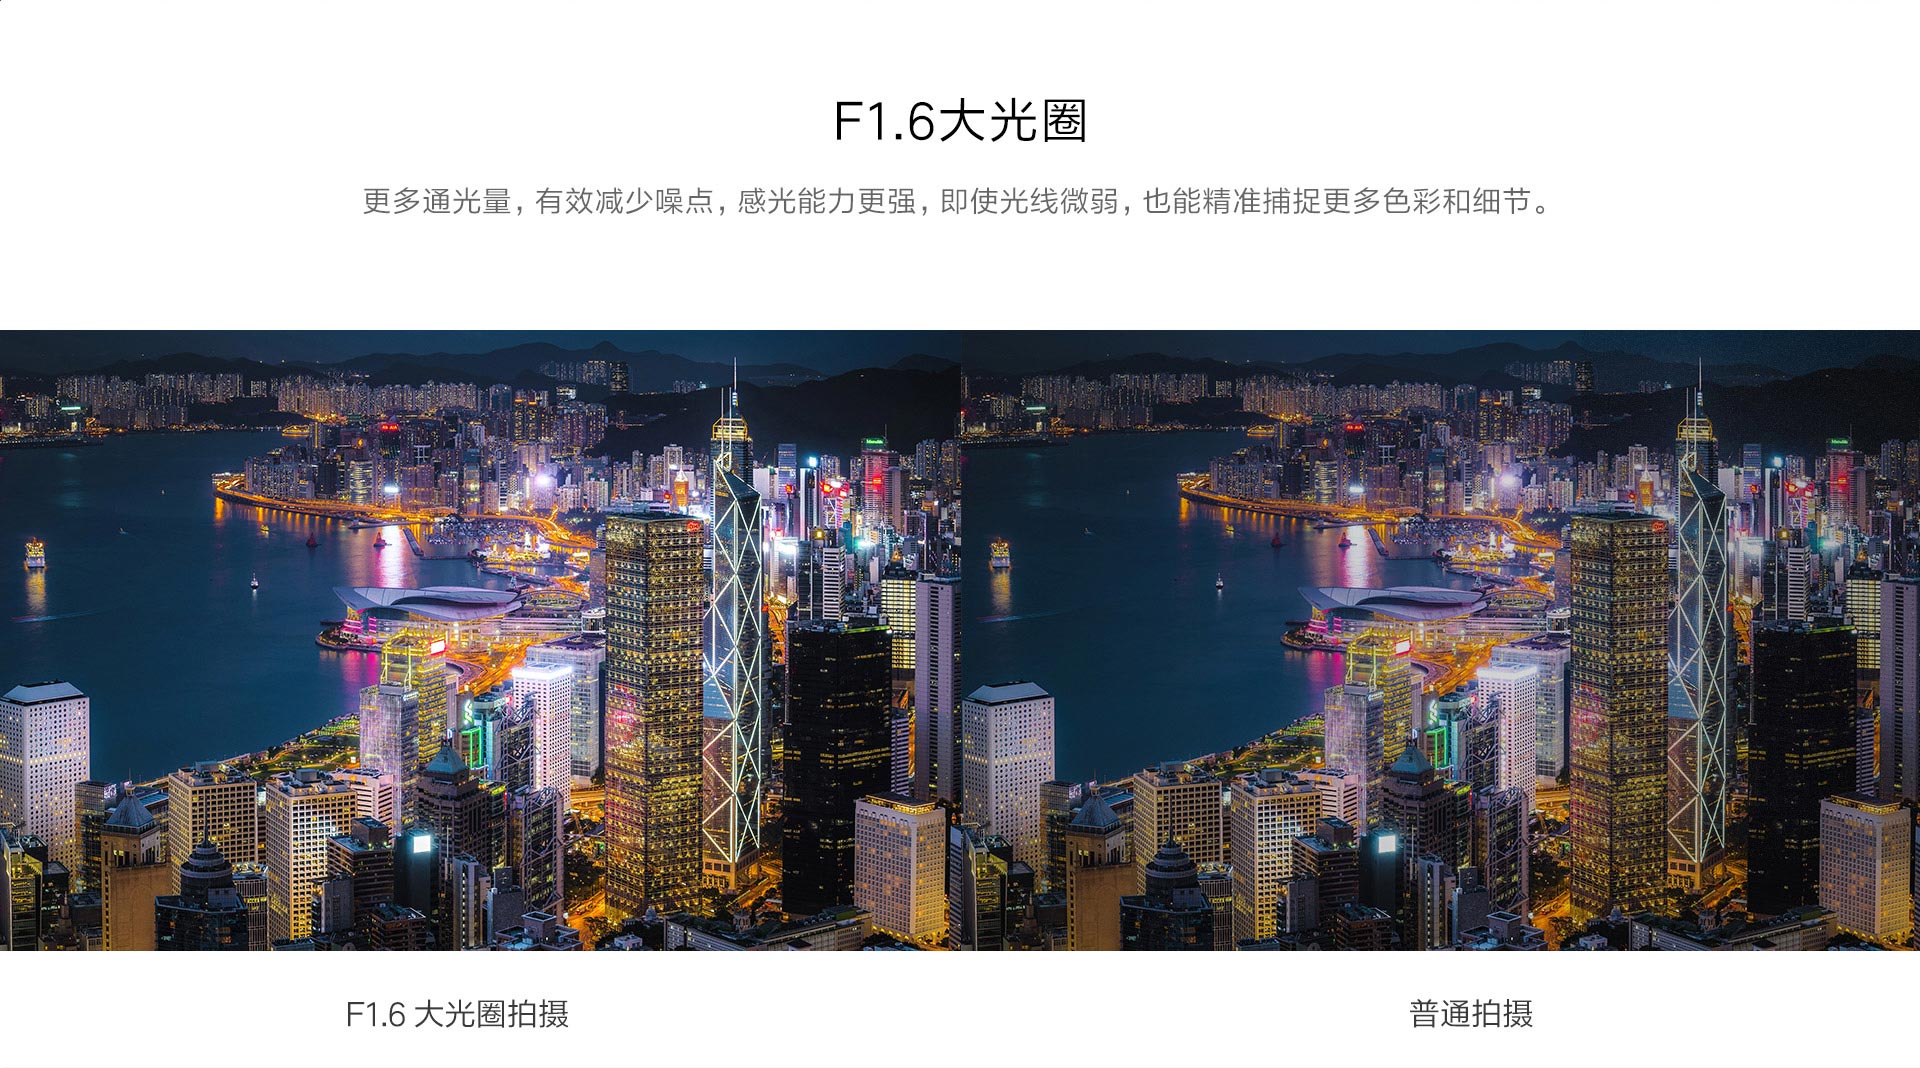 F1.6大光圈
更多通光量，有效减少噪点，感光能力更强，即使光线微弱，也能精准捕捉更多色彩和细节。
F1.6 大光圈拍摄
普通拍摄